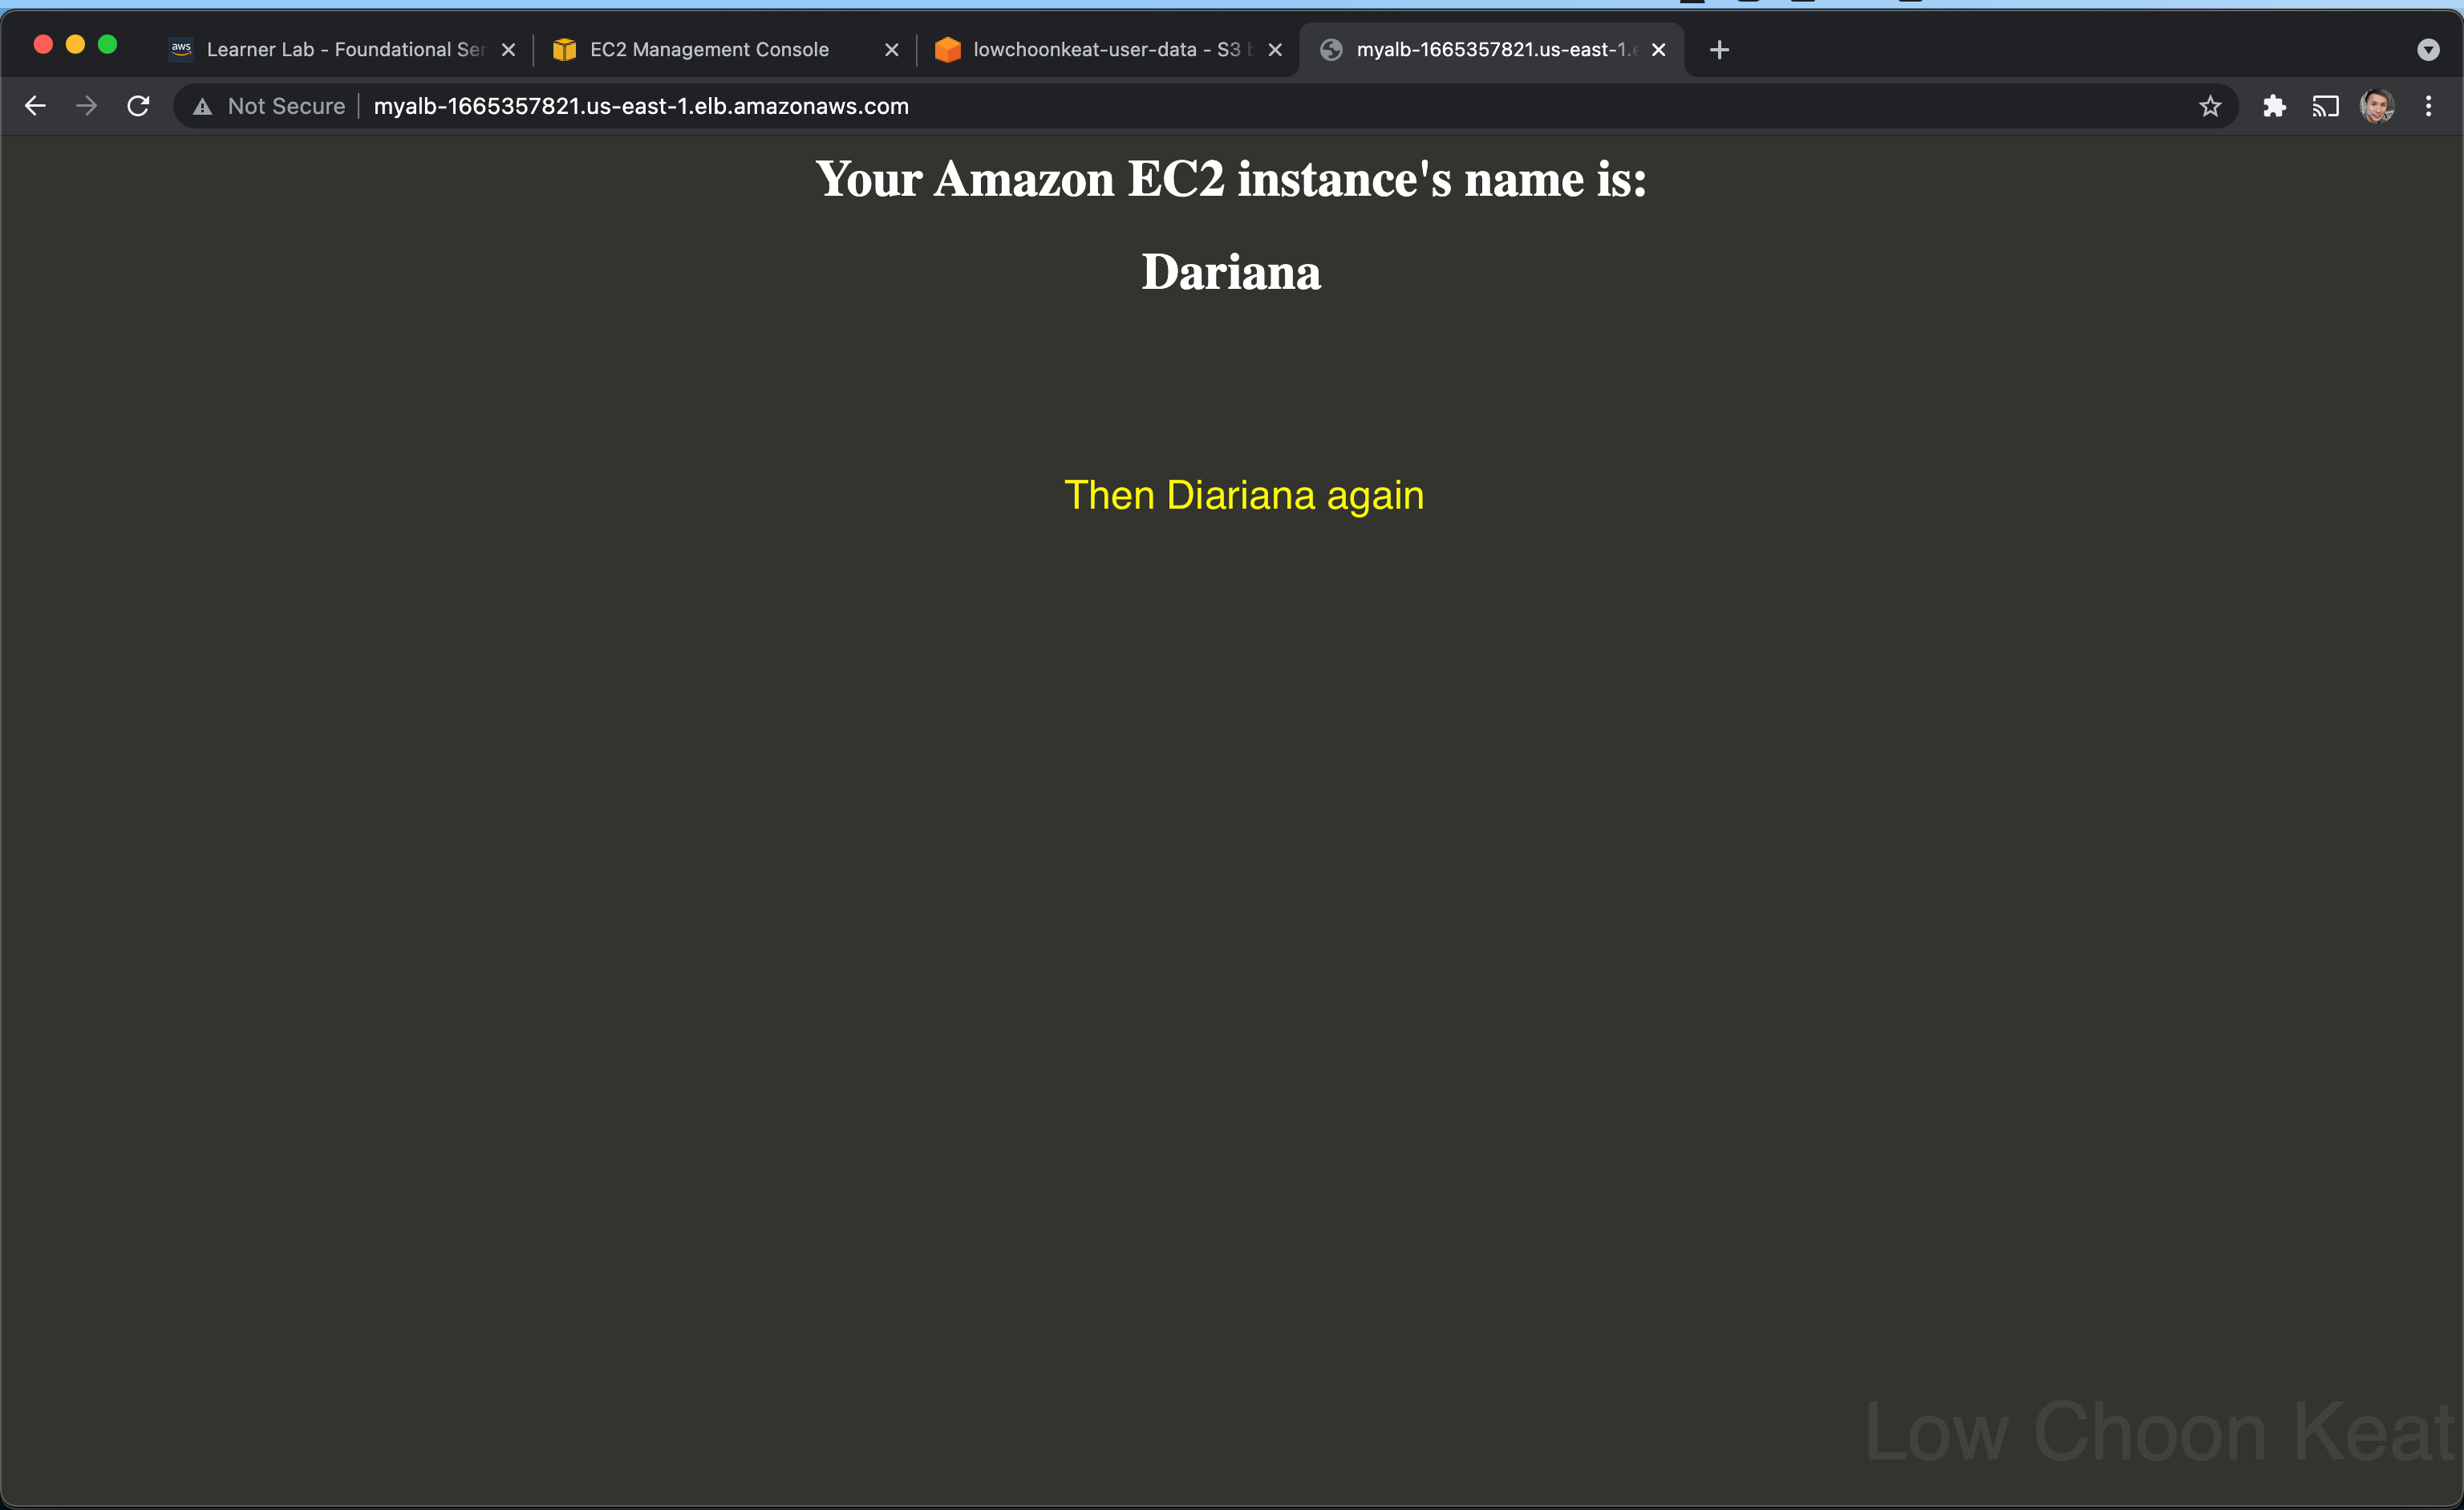 aws Learner Lab - Foundational Ser
EC2 Management Console
lowchoonkeat-user-data - S3 b
myalb-1665357821.us-east-1.e
Not Secure
myalb-1665357821.us-east-1.elb.amazonaws.com
Your Amazon EC2 instance's name is:
Dariana
Then Diariana again
Low Choon Keat